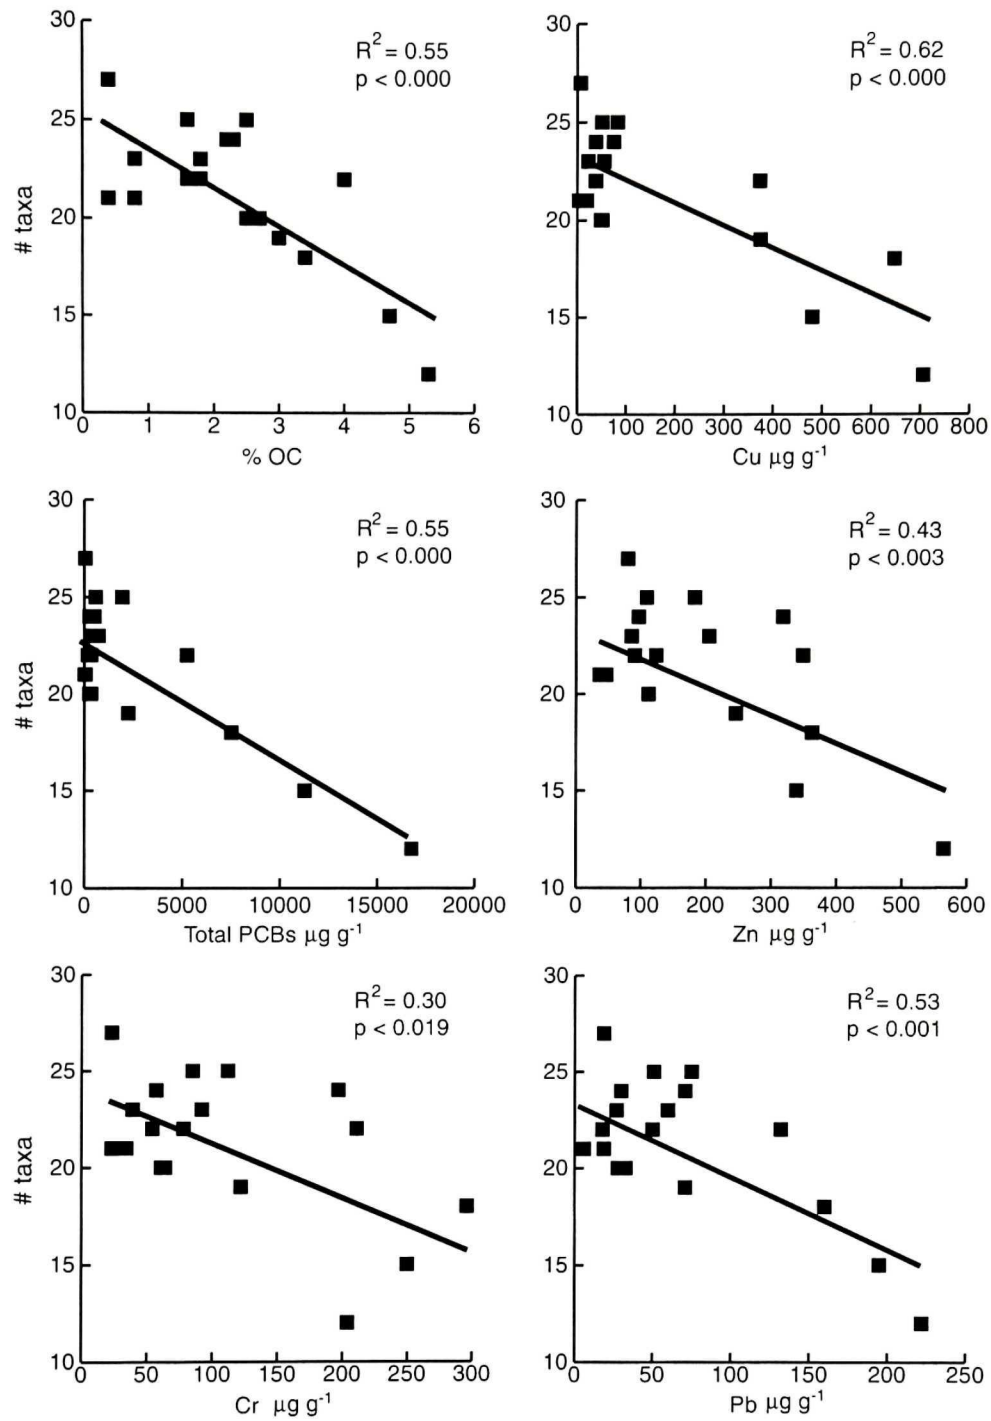 30
25
20
15
10
# taxa
R² = 0.55
p < 0.000
0 1 2 3 4 5 6
% OC
30
25
20
15
10
R² = 0.62
p < 0.000
0 100 200 300 400 500 600 700 800
Cu µg g⁻¹
30
25
20
15
10
# taxa
R² = 0.55
p < 0.000
0 5000 10000 15000 20000
Total PCBs µg g⁻¹
30
25
20
15
10
R² = 0.43
p < 0.003
0 100 200 300 400 500 600
Zn µg g⁻¹
30
25
20
15
10
# taxa
R² = 0.30
p < 0.019
0 50 100 150 200 250 300
Cr µg g⁻¹
30
25
20
15
10
R² = 0.53
p < 0.001
0 50 100 150 200 250
Pb µg g⁻¹